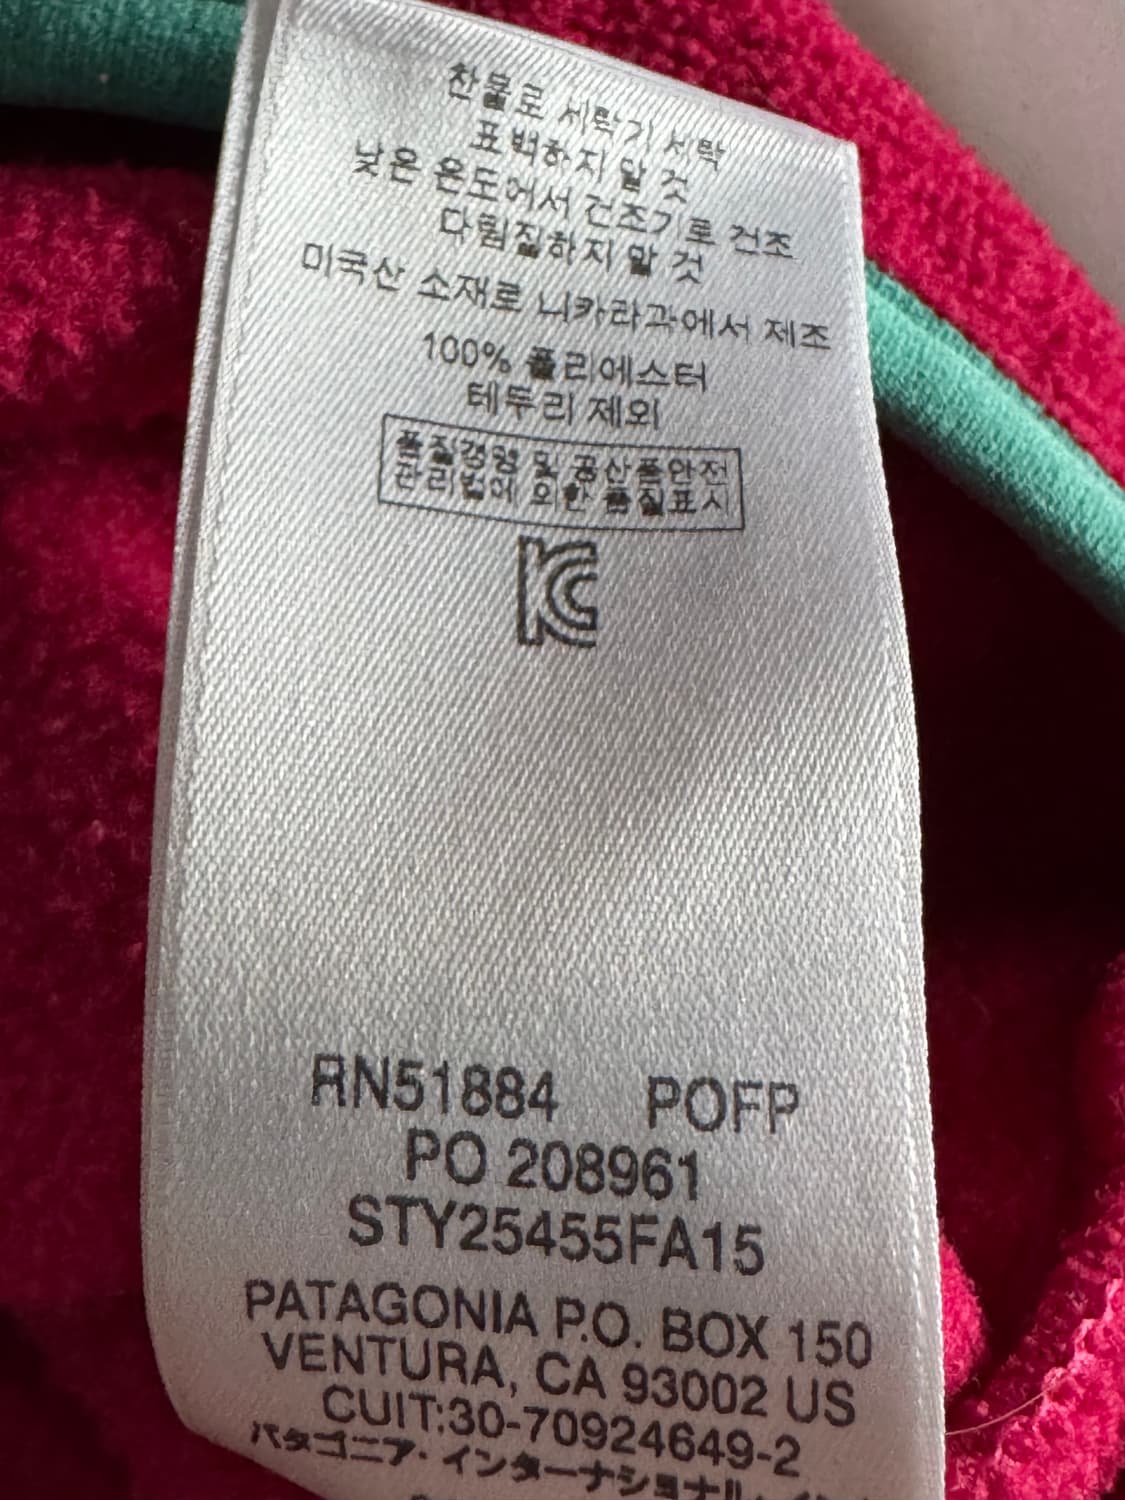 찬물로 세탁기 세탁
표백하지 말 것
낮은 온도에서 건조기로 건조
다림질하지 말 것
미국산 소재로 니카라과에서 제조
100% 폴리에스터
테두리 제외
품질경영 및 공산품안전
관리법에 의한 품질표시
KC
RN51884 POFP
PO 208961
STY25455FA15
PATAGONIA P.O. BOX 150
VENTURA, CA 93002 US
CUIT:30-70924649-2
パタゴニア・インターナショナル・イン